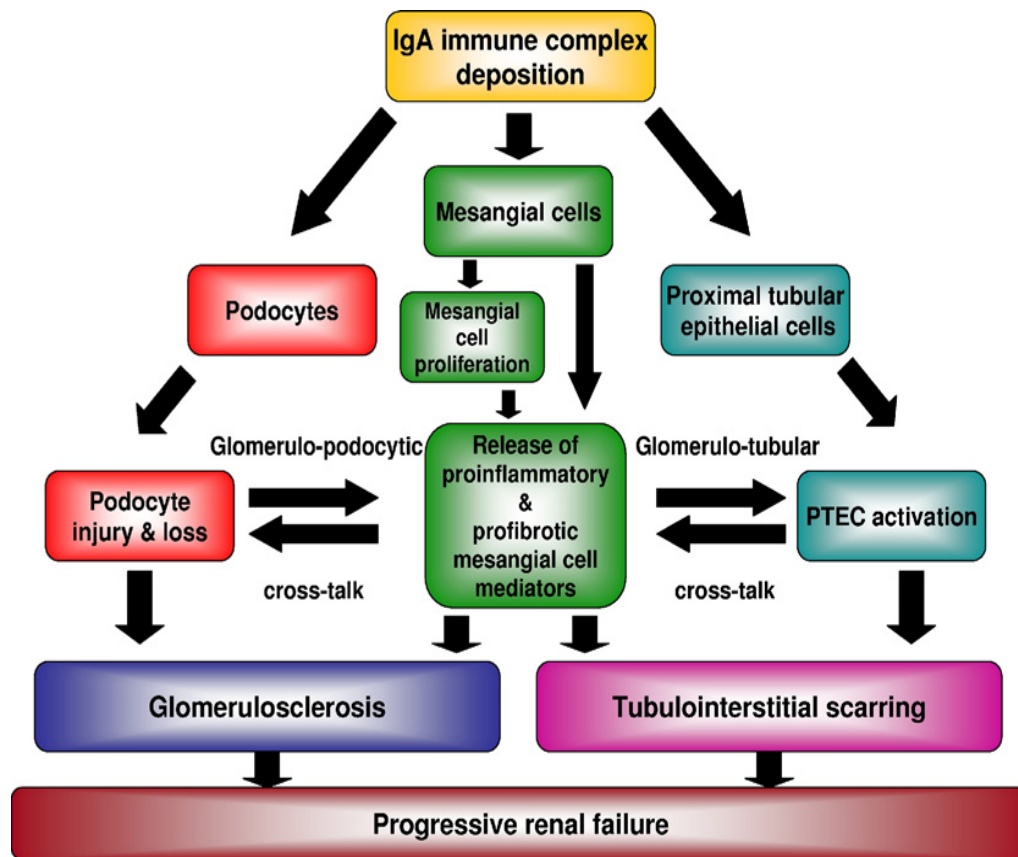 IgA immune complex
deposition
Mesangial cells
Podocytes
Mesangial
cell
proliferation
Proximal tubular
epithelial cells
Glomerulo-podocytic
Release of
proinflammatory
&
profibrotic
mesangial cell
mediators
Glomerulo-tubular
Podocyte
injury & loss
PTEC activation
cross-talk
cross-talk
Glomerulosclerosis
Tubulointerstitial scarring
Progressive renal failure